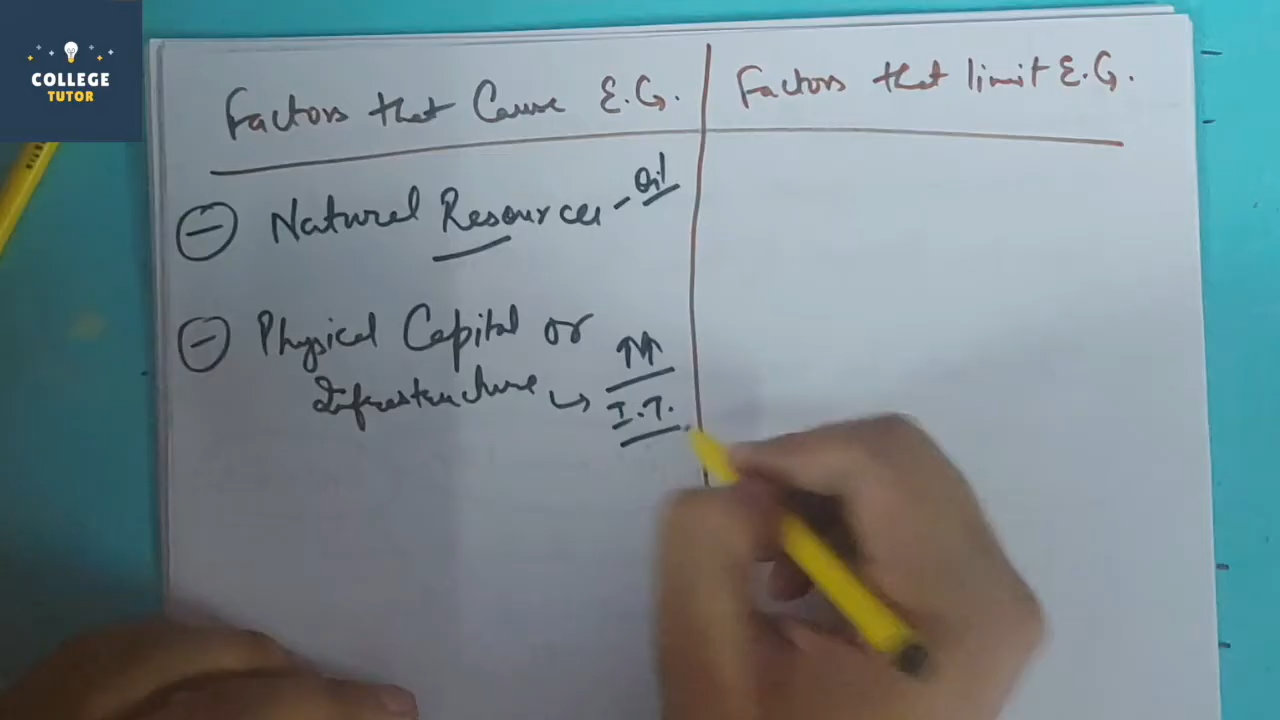 COLLEGE
TUTOR
Factors that Cause E.G.
Factors that limit E.G.
Natural Resources - Oil
Physical Capital or
Infrastructure
I.T.